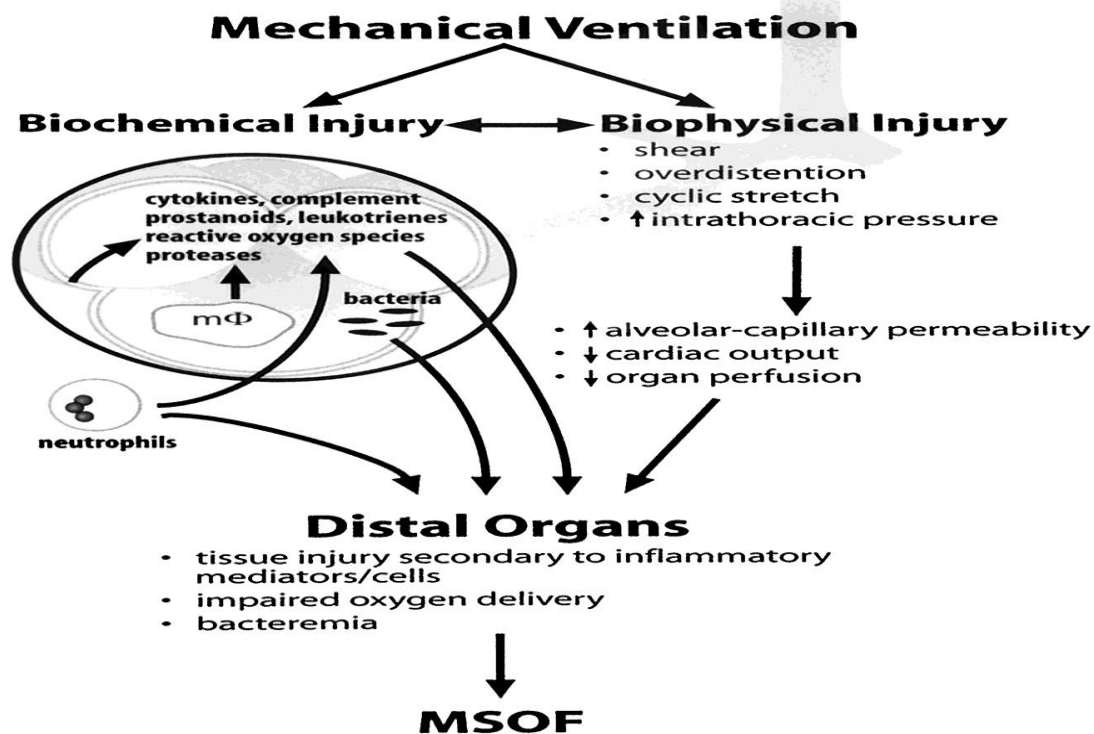 Mechanical Ventilation
Biochemical Injury
Biophysical Injury
• shear
• overdistention
cyclic stretch
• ↑ intrathoracic pressure
cytokines, complement
prostanoids, leukotrienes
reactive oxygen species
proteases
mΦ
bacteria
neutrophils
• ↑ alveolar-capillary permeability
• ↓ cardiac output
• ↓ organ perfusion
Distal Organs
• tissue injury secondary to inflammatory
mediators/cells
• impaired oxygen delivery
• bacteremia
MSOF